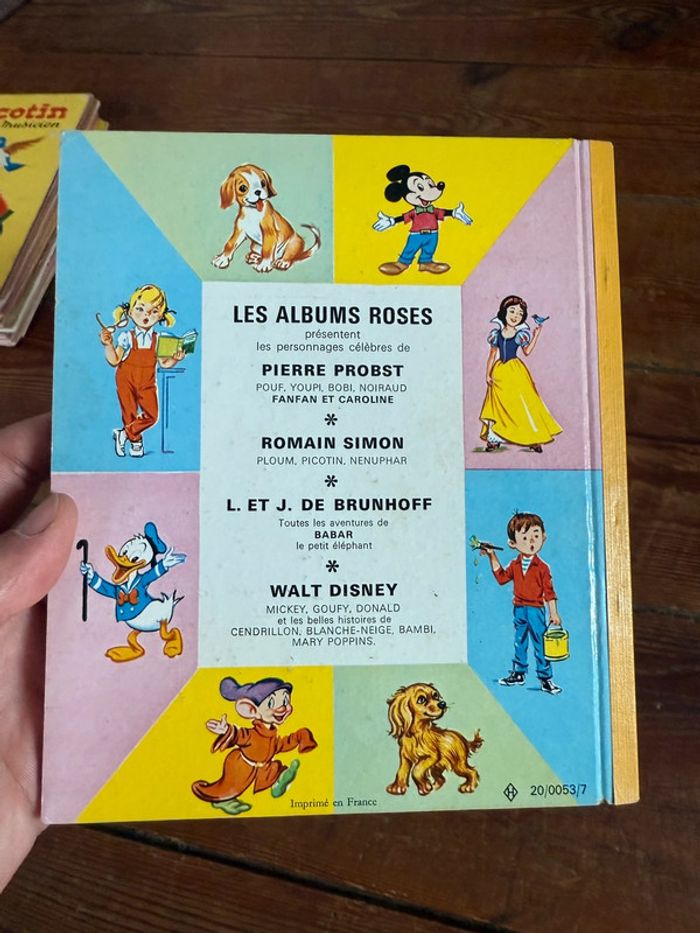 cotin
musicien
LES ALBUMS ROSES
présentent
les personnages célèbres de
PIERRE PROBST
POUF, YOUPI, BOBI, NOIRAUD
FANFAN ET CAROLINE
*
ROMAIN SIMON
PLOUM, PICOTIN, NENUPHAR
*
L. ET J. DE BRUNHOFF
Toutes les aventures de
BABAR
le petit éléphant
*
WALT DISNEY
MICKEY, GOUFY, DONALD
et les belles histoires de
CENDRILLON, BLANCHE-NEIGE, BAMBI,
MARY POPPINS.
Imprimé en France
H 20/0053/7